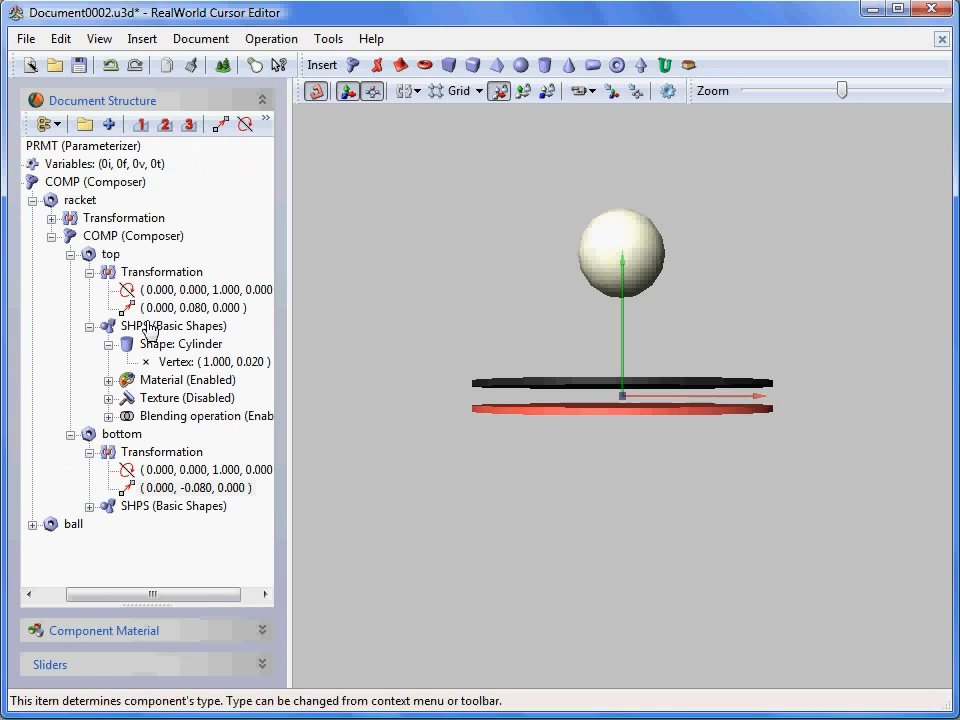 Document0002.u3d* - RealWorld Cursor Editor
File Edit View Insert Document Operation Tools Help
Insert
Grid Zoom
Document Structure
1 2 3
PRMT (Parameterizer)
Variables: (0i, 0f, 0v, 0t)
COMP (Composer)
racket
Transformation
COMP (Composer)
top
Transformation
( 0.000, 0.000, 1.000, 0.000
( 0.000, 0.080, 0.000 )
SHPS (Basic Shapes)
Shape: Cylinder
Vertex: ( 1.000, 0.020 )
Material (Enabled)
Texture (Disabled)
Blending operation (Enab
bottom
Transformation
( 0.000, 0.000, 1.000, 0.000
( 0.000, -0.080, 0.000 )
SHPS (Basic Shapes)
ball
Component Material
Sliders
This item determines component's type. Type can be changed from context menu or toolbar.